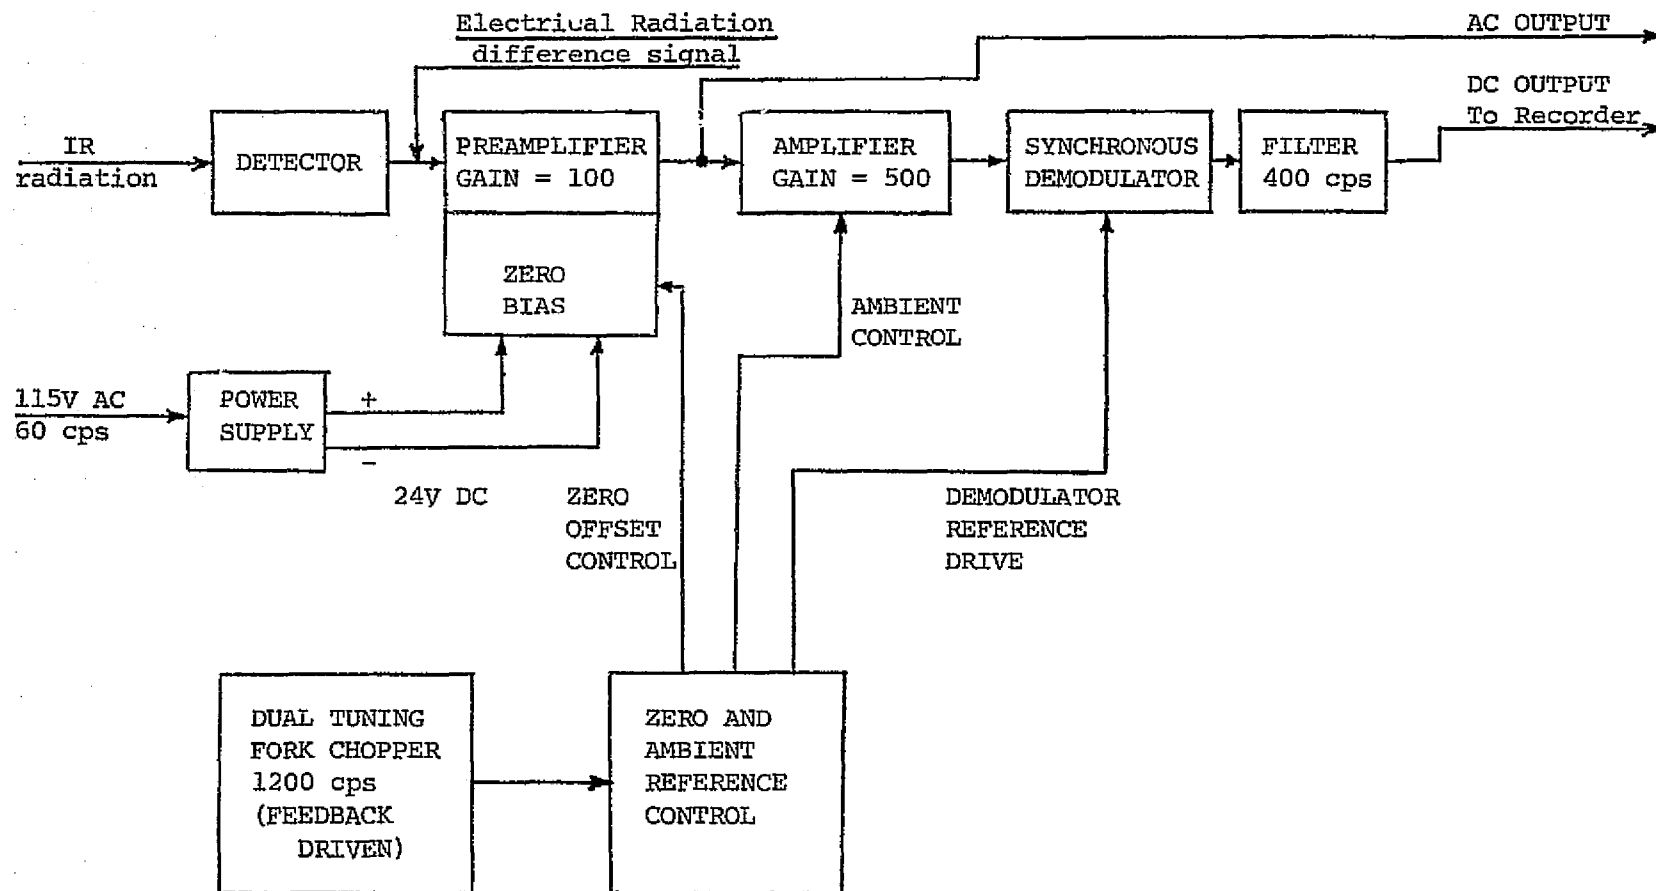 Electrical Radiation
difference signal
AC OUTPUT
DC OUTPUT
To Recorder
IR
radiation
DETECTOR
PREAMPLIFIER
GAIN = 100
AMPLIFIER
GAIN = 500
SYNCHRONOUS
DEMODULATOR
FILTER
400 cps
ZERO
BIAS
AMBIENT
CONTROL
115V AC
60 cps
POWER
SUPPLY
+
-
24V DC
ZERO
OFFSET
CONTROL
DEMODULATOR
REFERENCE
DRIVE
DUAL TUNING
FORK CHOPPER
1200 cps
(FEEDBACK
DRIVEN)
ZERO AND
AMBIENT
REFERENCE
CONTROL